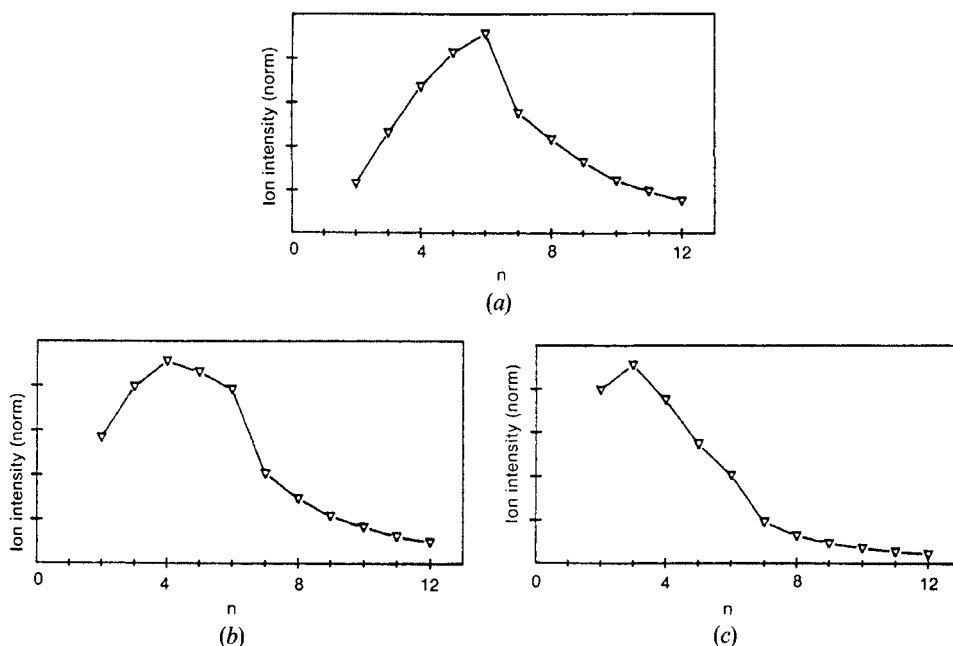 Ion intensity (norm)
0 4 8 12
n
(a)
Ion intensity (norm)
0 4 8 12
n
(b)
Ion intensity (norm)
0 4 8 12
n
(c)